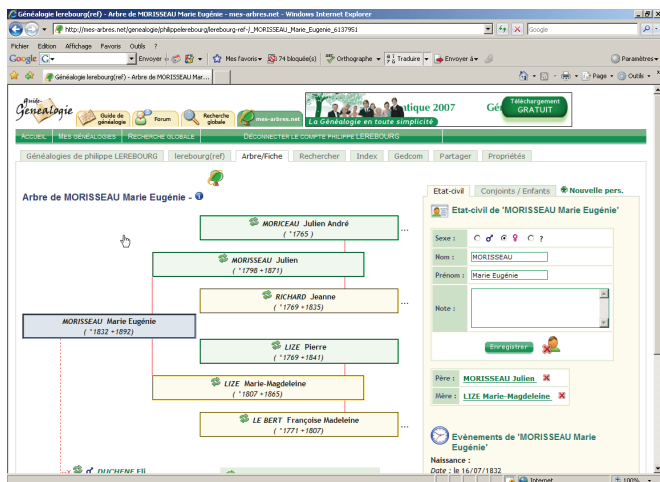 Généalogie lerebourg(ref) - Arbre de MORISSEAU Marie Eugénie - mes-arbres.net - Windows Internet Explorer
http://mes-arbres.net/genealogie/philippelerebourg/lerebourg-ref-/_MORISSEAU_Marie_Eugenie_6137951
Google
Fichier Edition Affichage Favoris Outils ?
Google G Envoyer Mes favoris 74 bloquée(s) Orthographe Traduire Envoyer à Paramètres
Généalogie lerebourg(ref) - Arbre de MORISSEAU Mar...
Page Outils
Guide-
Genealogie
Guide de généalogie
Forum
Recherche globale
mes-arbres.net
atique 2007
La Généalogie en toute simplicité
Gé
Téléchargement
GRATUIT
ACCUEIL MES GÉNÉALOGIES RECHERCHE GLOBALE DÉCONNECTER LE COMPTE PHILIPPE LEREBOURG
Généalogies de philippe LEREBOURG lerebourg(ref) Arbre/Fiche Rechercher Index Gedcom Partager Propriétés
Arbre de MORISSEAU Marie Eugénie -
MORICEAU Julien André
( °1765 )
...
MORISSEAU Julien
( °1798 +1871)
RICHARD Jeanne
( °1769 +1835)
...
MORISSEAU Marie Eugénie
( °1832 +1892)
LIZE Pierre
( °1769 +1841)
...
LIZE Marie-Magdeleine
( °1807 +1865)
LE BERT Françoise Madeleine
( °1771 +1807)
...
DUCHENE Eli
Etat-civil Conjoints / Enfants Nouvelle pers.
Etat-civil de 'MORISSEAU Marie Eugénie'
Sexe : ♂ ♀ ?
Nom : MORISSEAU
Prénom : Marie Eugénie
Note :
Enregistrer
Père : MORISSEAU Julien
Mère : LIZE Marie-Magdeleine
Evènements de 'MORISSEAU Marie
Eugénie'
Naissance :
Date : le 16/07/1832
Internet 100%